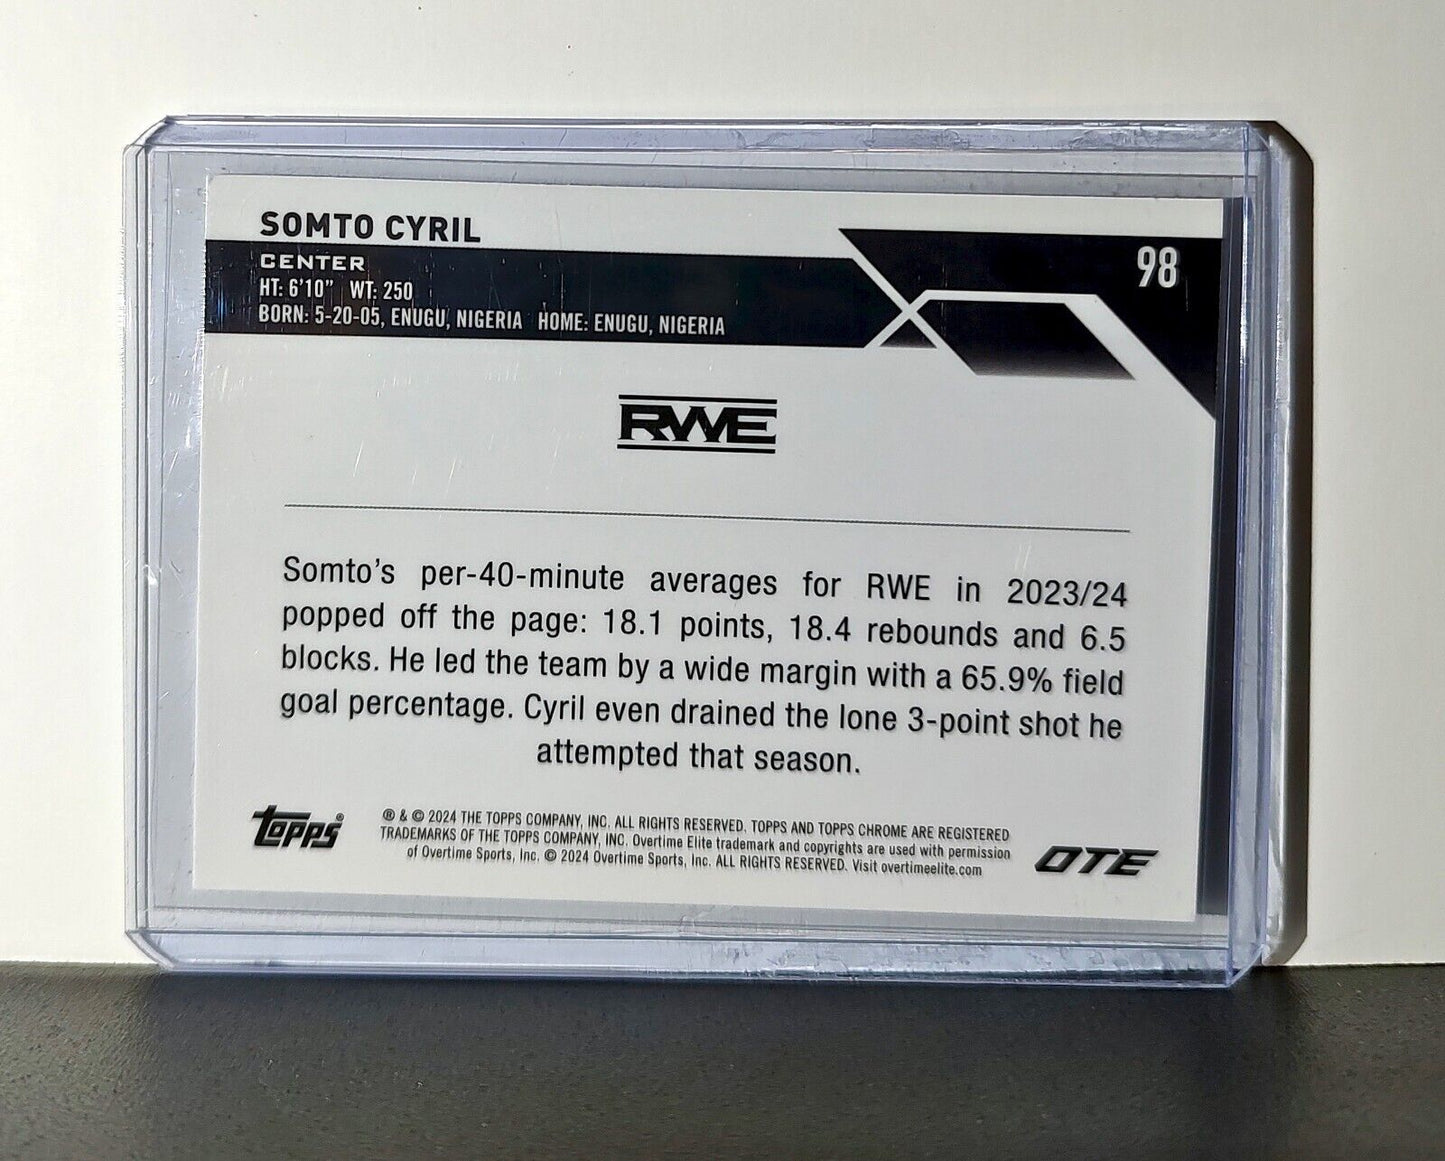 SOMTO CYRIL
98
CENTER
HT: 6'10" WT: 250
BORN: 5-20-05, ENUGU, NIGERIA HOME: ENUGU, NIGERIA
RWE
Somto's per-40-minute averages for RWE in 2023/24
popped off the page: 18.1 points, 18.4 rebounds and 6.5
blocks. He led the team by a wide margin with a 65.9% field
goal percentage. Cyril even drained the lone 3-point shot he
attempted that season.
topps®
® & © 2024 THE TOPPS COMPANY, INC. ALL RIGHTS RESERVED. TOPPS AND TOPPS CHROME ARE REGISTERED
TRADEMARKS OF THE TOPPS COMPANY, INC. Overtime Elite trademark and copyrights are used with permission
of Overtime Sports, Inc. © 2024 Overtime Sports, Inc. ALL RIGHTS RESERVED. Visit overtimeelite.com
OTE